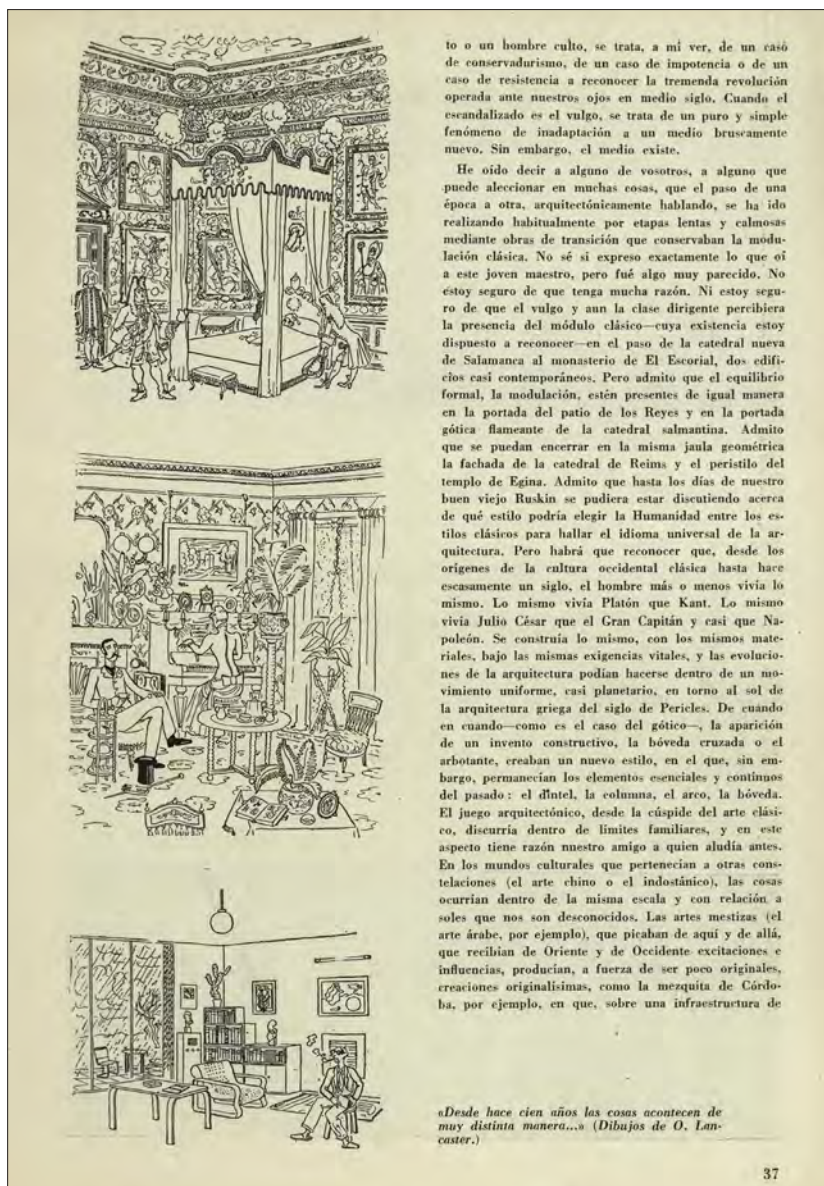 to o un hombre culto, se trata, a mi ver, de un caso
de conservadurismo, de un caso de impotencia o de un
caso de resistencia a reconocer la tremenda revolución
operada ante nuestros ojos en medio siglo. Cuando el
escandalizado es el vulgo, se trata de un puro y simple
fenómeno de inadaptación a un medio bruscamente
nuevo. Sin embargo, el medio existe.
He oído decir a alguno de vosotros, a alguno que
puede aleccionar en muchas cosas, que el paso de una
época a otra, arquitectónicamente hablando, se ha ido
realizando habitualmente por etapas lentas y calmosas
mediante obras de transición que conservaban la modu-
lación clásica. No sé si expreso exactamente lo que oí
a este joven maestro, pero fué algo muy parecido. No
estoy seguro de que tenga mucha razón. Ni estoy segu-
ro de que el vulgo y aun la clase dirigente percibiera
la presencia del módulo clásico—cuya existencia estoy
dispuesto a reconocer—en el paso de la catedral nueva
de Salamanca al monasterio de El Escorial, dos edifi-
cios casi contemporáneos. Pero admito que el equilibrio
formal, la modulación, estén presentes de igual manera
en la portada del patio de los Reyes y en la portada
gótica flameante de la catedral salmantina. Admito
que se puedan encerrar en la misma jaula geométrica
la fachada de la catedral de Reims y el peristilo del
templo de Egina. Admito que hasta los días de nuestro
buen viejo Ruskin se pudiera estar discutiendo acerca
de qué estilo podría elegir la Humanidad entre los es-
tilos clásicos para hallar el idioma universal de la ar-
quitectura. Pero habrá que reconocer que, desde los
orígenes de la cultura occidental clásica hasta hace
escasamente un siglo, el hombre más o menos vivía lo
mismo. Lo mismo vivía Platón que Kant. Lo mismo
vivía Julio César que el Gran Capitán y casi que Na-
poleón. Se construía lo mismo, con los mismos mate-
riales, bajo las mismas exigencias vitales, y las evolucio-
nes de la arquitectura podían hacerse dentro de un mo-
vimiento uniforme, casi planetario, en torno al sol de
la arquitectura griega del siglo de Pericles. De cuándo
en cuando—como es el caso del gótico—, la aparición
de un invento constructivo, la bóveda cruzada o el
arbotante, creaban un nuevo estilo, en el que, sin em-
bargo, permanecían los elementos esenciales y continuos
del pasado: el dintel, la columna, el arco, la bóveda.
El juego arquitectónico, desde la cúspide del arte clási-
co, discurría dentro de límites familiares, y en este
aspecto tiene razón nuestro amigo a quien aludía antes.
En los mundos culturales que pertenecían a otras cons-
telaciones (el arte chino o el indostánico), las cosas
ocurrían dentro de la misma escala y con relación a
soles que nos son desconocidos. Las artes mestizas (el
arte árabe, por ejemplo), que picaban de aquí y de allá,
que recibían de Oriente y de Occidente excitaciones e
influencias, producían, a fuerza de ser poco originales,
creaciones originalísimas, como la mezquita de Córdo-
ba, por ejemplo, en que, sobre una infraestructura de
«Desde hace cien años las cosas acontecen de
muy distinta manera...» (Dibujos de O. Lan-
caster.)
37